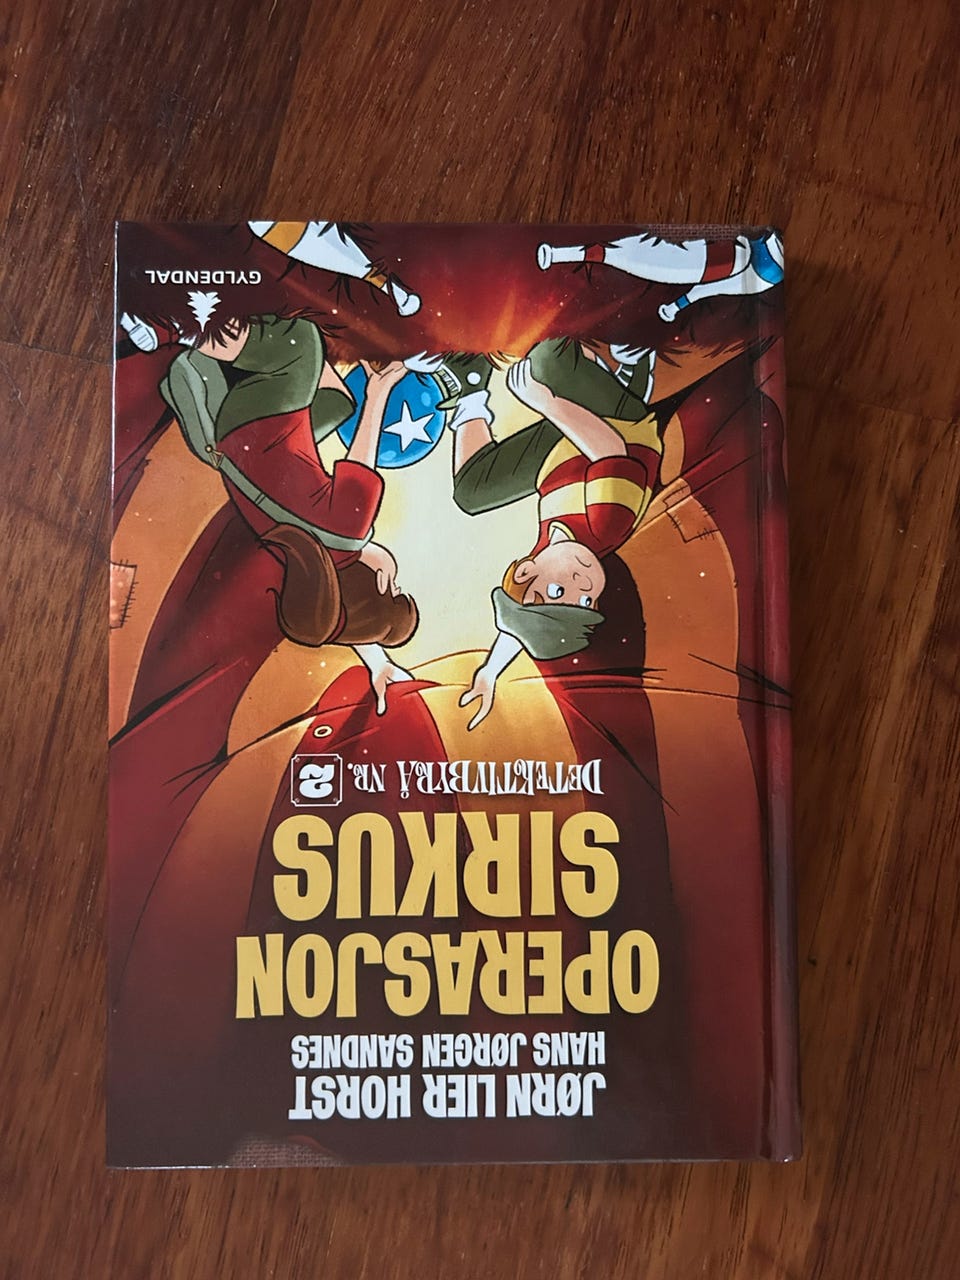 JØRN LIER HORST
HANS JØRGEN SANDNES
OPERASJON
SIRKUS
DETEKTIVBYRÅ NR. 2
GYLDENDAL